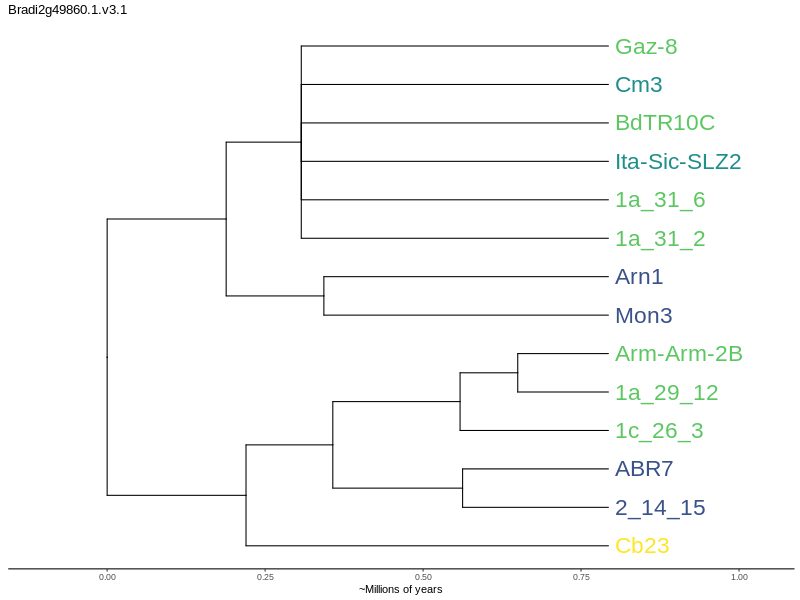 Bradi2g49860.1.v3.1
Gaz-8
Cm3
BdTR10C
Ita-Sic-SLZ2
1a_31_6
1a_31_2
Arn1
Mon3
Arm-Arm-2B
1a_29_12
1c_26_3
ABR7
2_14_15
Cb23
0.00 0.25 0.50 0.75 1.00
~Millions of years